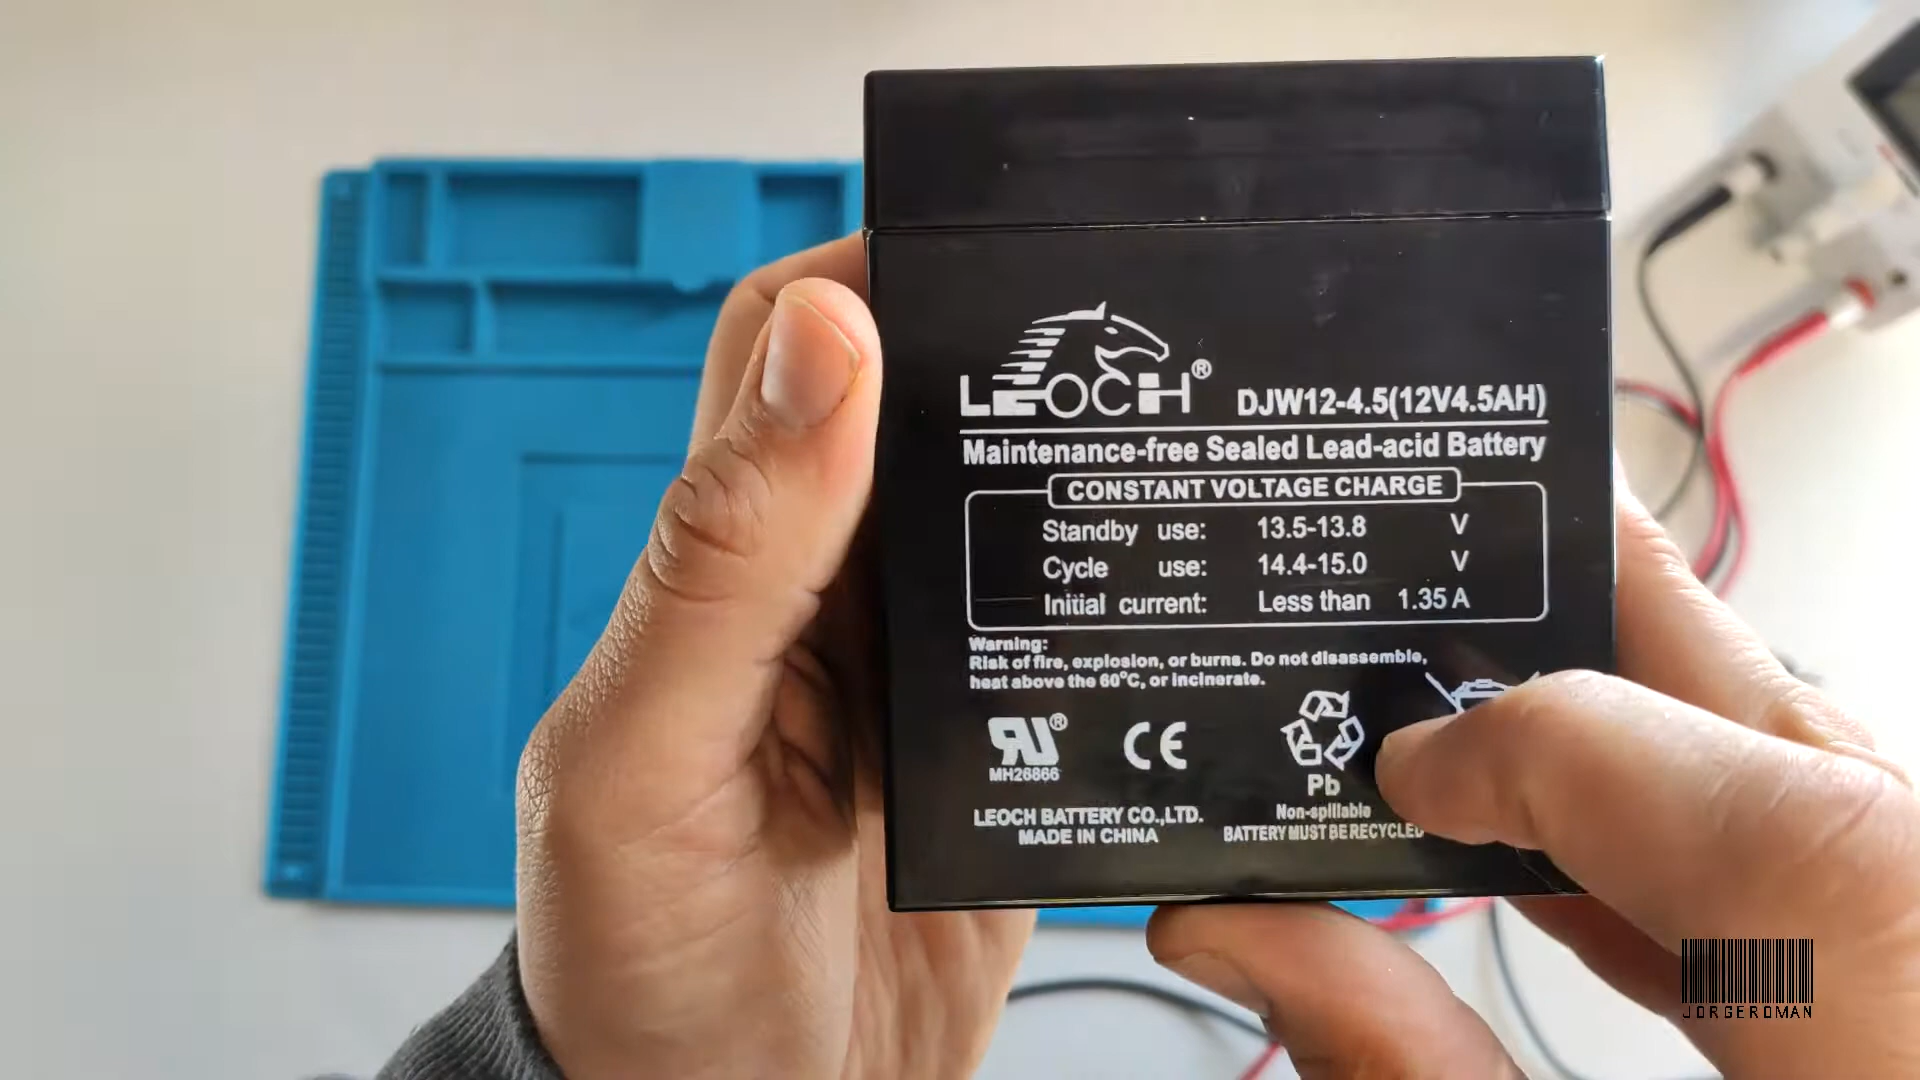 LEOCH®
DJW12-4.5(12V4.5AH)
Maintenance-free Sealed Lead-acid Battery
CONSTANT VOLTAGE CHARGE
Standby use: 13.5-13.8 V
Cycle use: 14.4-15.0 V
Initial current: Less than 1.35 A
Warning:
Risk of fire, explosion, or burns. Do not disassemble,
heat above the 60°C, or incinerate.
RU®
MH26866
CE
Pb
Non-spillable
BATTERY MUST BE RECYCLED
LEOCH BATTERY CO.,LTD.
MADE IN CHINA
JORGEROMAN